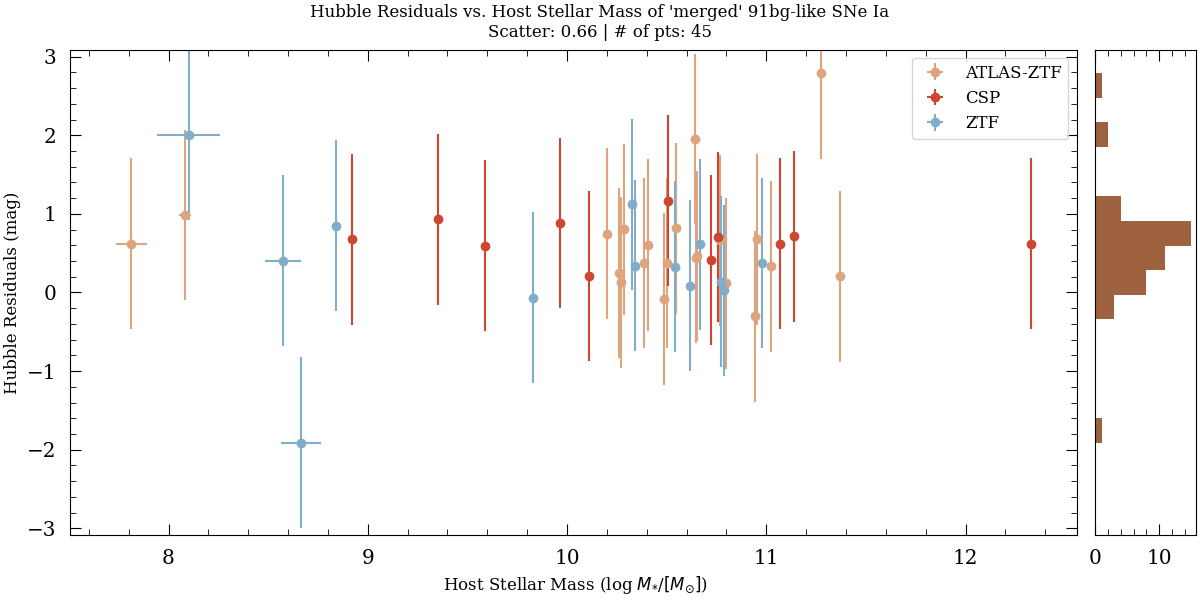 Hubble Residuals vs. Host Stellar Mass of 'merged' 91bg-like SNe Ia
Scatter: 0.66 | # of pts: 45
ATLAS-ZTF
CSP
ZTF
Hubble Residuals (mag)
3
2
1
0
−1
−2
−3
8 9 10 11 12
0 10
Host Stellar Mass (log M*/[M⊙])